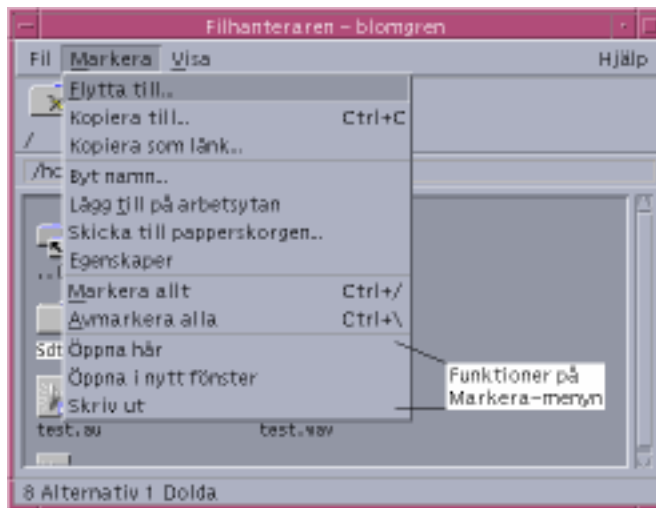 Filhanteraren – blomgren
Fil Markera Visa Hjälp
Flytta till..
Kopiera till.. Ctrl+C
/ Kopiera som länk..
/ho Byt namn..
Lägg till på arbetsytan
Skicka till papperskorgen..
Egenskaper
Markera allt Ctrl+/
Avmarkera alla Ctrl+\
Sdt Öppna här
Öppna i nytt fönster
Skriv ut
Funktioner på
Markera-menyn
test.au test.wav
8 Alternativ 1 Dolda